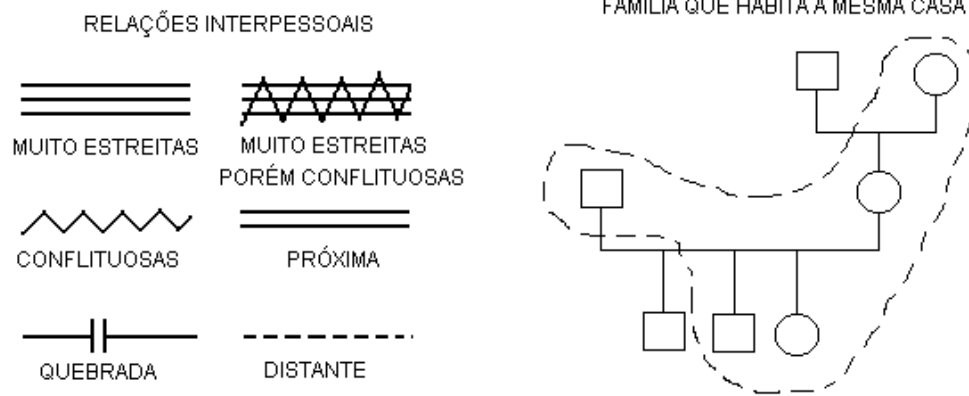 RELAÇÕES INTERPESSOAIS
MUITO ESTREITAS
MUITO ESTREITAS
PORÉM CONFLITUOSAS
CONFLITUOSAS
PRÓXIMA
QUEBRADA
DISTANTE
FAMÍLIA QUE HABITA A MESMA CASA